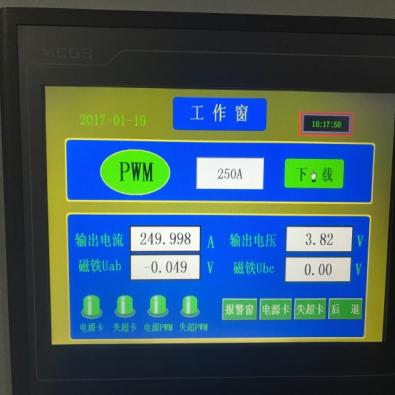 MCGS
2017-01-19 工作窗 10:17:50
PWM 250A 下载
输出电流 249.998 A 输出电压 3.82 V
磁铁Uab -0.049 V 磁铁Ubc 0.00 V
报警窗 电源卡 失超卡 后退
电源卡 失超卡 电源PWM 失超PWM